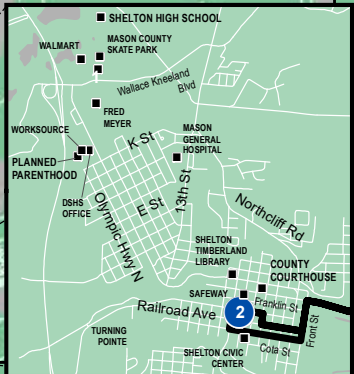 SHELTON HIGH SCHOOL
WALMART
MASON COUNTY
SKATE PARK
Wallace Kneeland
Blvd
FRED
MEYER
WORKSOURCE
PLANNED
PARENTHOOD
DSHS
OFFICE
K St
MASON
GENERAL
HOSPITAL
E St
13th St
Olympic Hwy N
Northcliff Rd
SHELTON
TIMBERLAND
LIBRARY
COUNTY
COURTHOUSE
SAFEWAY
Franklin St
2
Railroad Ave
Front St
TURNING
POINTE
Cota St
SHELTON CIVIC
CENTER